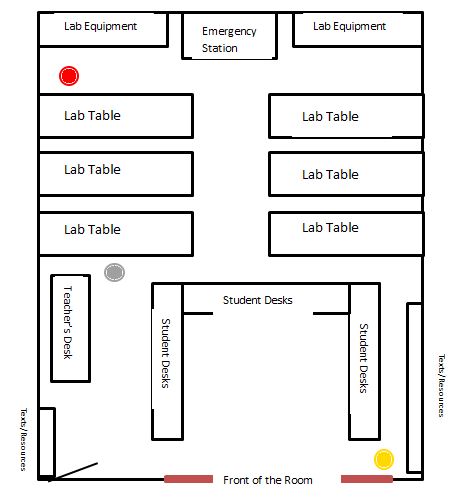 Lab Equipment
Emergency
Station
Lab Equipment
Lab Table
Lab Table
Lab Table
Lab Table
Lab Table
Lab Table
Student Desks
Teacher's Desk
Student Desks
Student Desks
Texts/Resources
Texts/Resources
Front of the Room